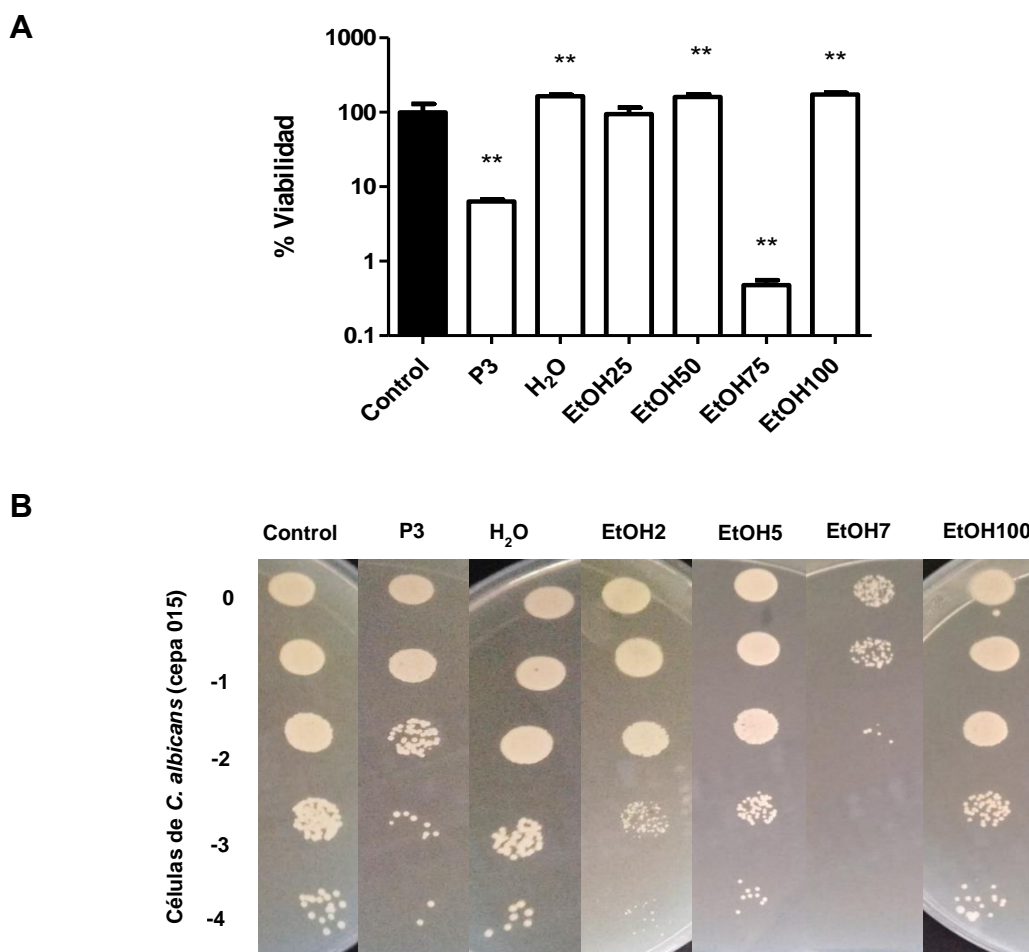 A
1000
100
10
1
0.1
% Viabilidad
**
**
**
**
**
Control
P3
H₂O
EtOH25
EtOH50
EtOH75
EtOH100
B
Control
P3
H₂O
EtOH2
EtOH5
EtOH7
EtOH100
Células de C. albicans (cepa 015)
0
-1
-2
-3
-4